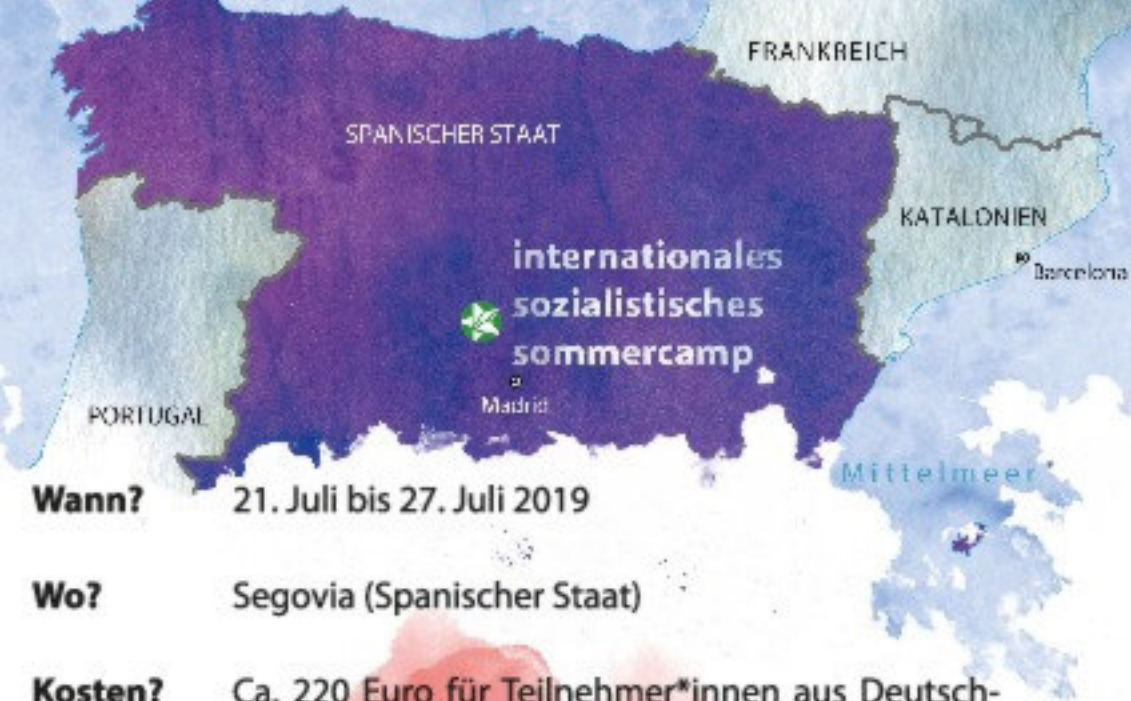 FRANKREICH
SPANISCHER STAAT
KATALONIEN
Barcelona
internationales
sozialistisches
sommercamp
Madrid
PORTUGAL
Mittelmeer
Wann? 21. Juli bis 27. Juli 2019
Wo? Segovia (Spanischer Staat)
Kosten? Ca. 220 Euro für Teilnehmer*innen aus Deutsch-